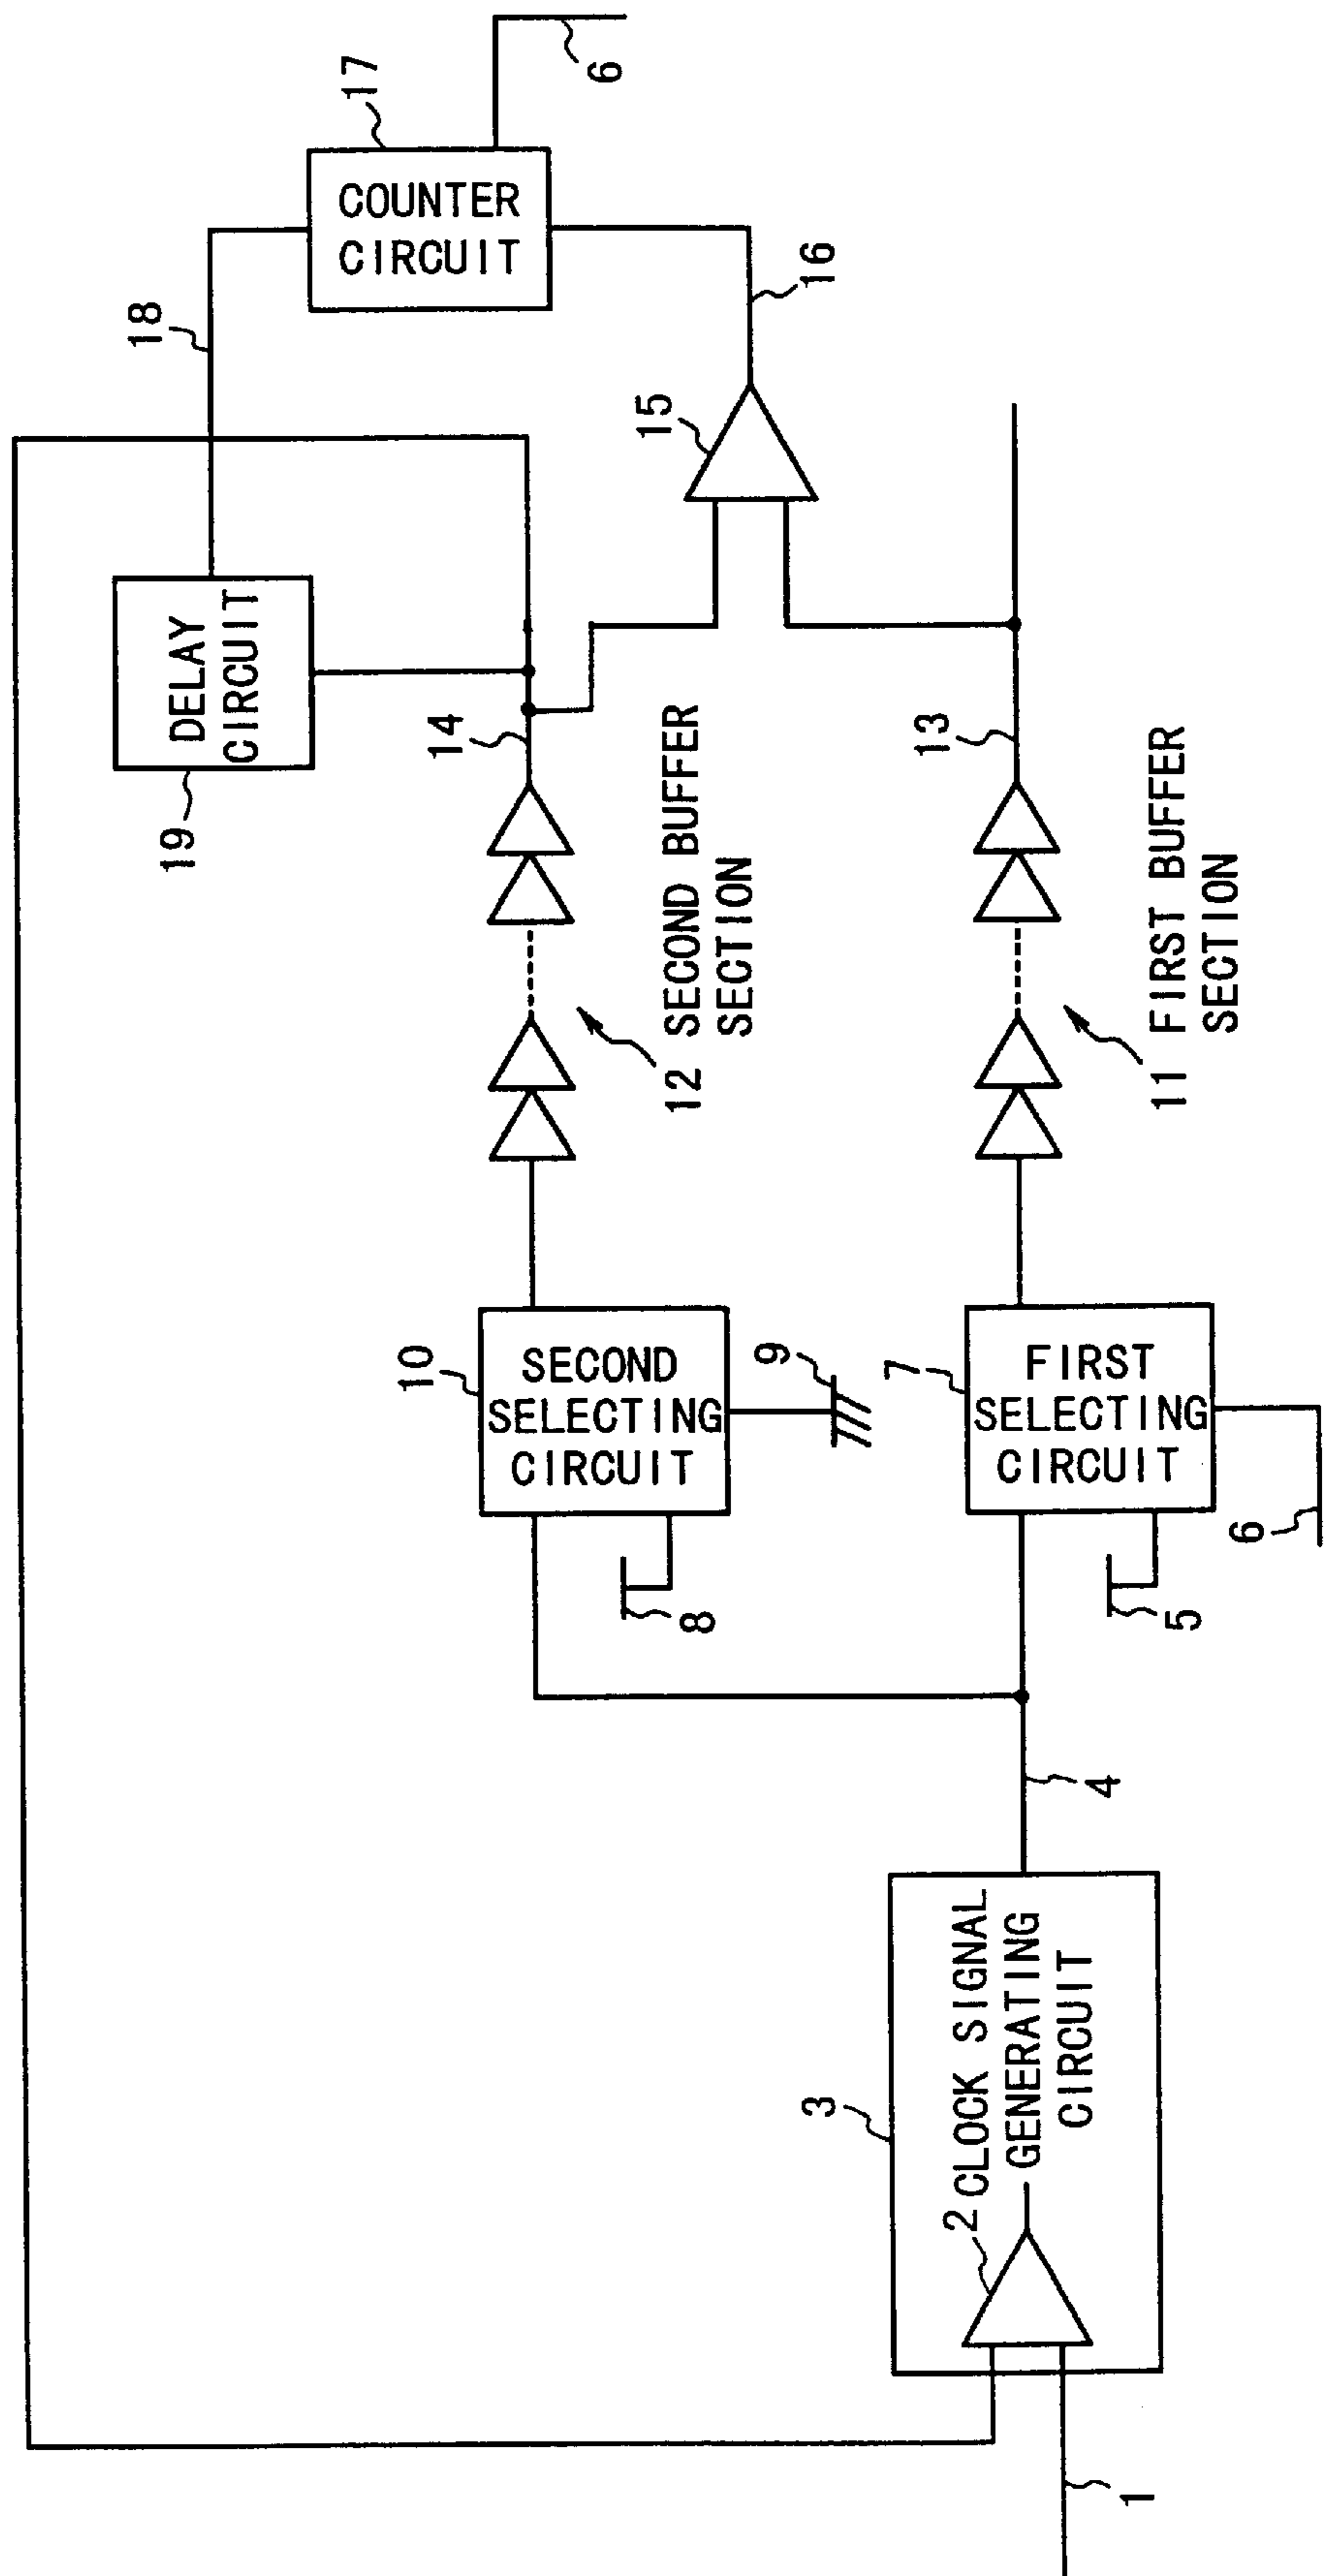 1
2
3
CLOCK SIGNAL
GENERATING
CIRCUIT
4
5
6
7
FIRST
SELECTING
CIRCUIT
8
9
10
SECOND
SELECTING
CIRCUIT
11 FIRST BUFFER
SECTION
12 SECOND BUFFER
SECTION
13
14
15
16
17
COUNTER
CIRCUIT
6
18
19
DELAY
CIRCUIT